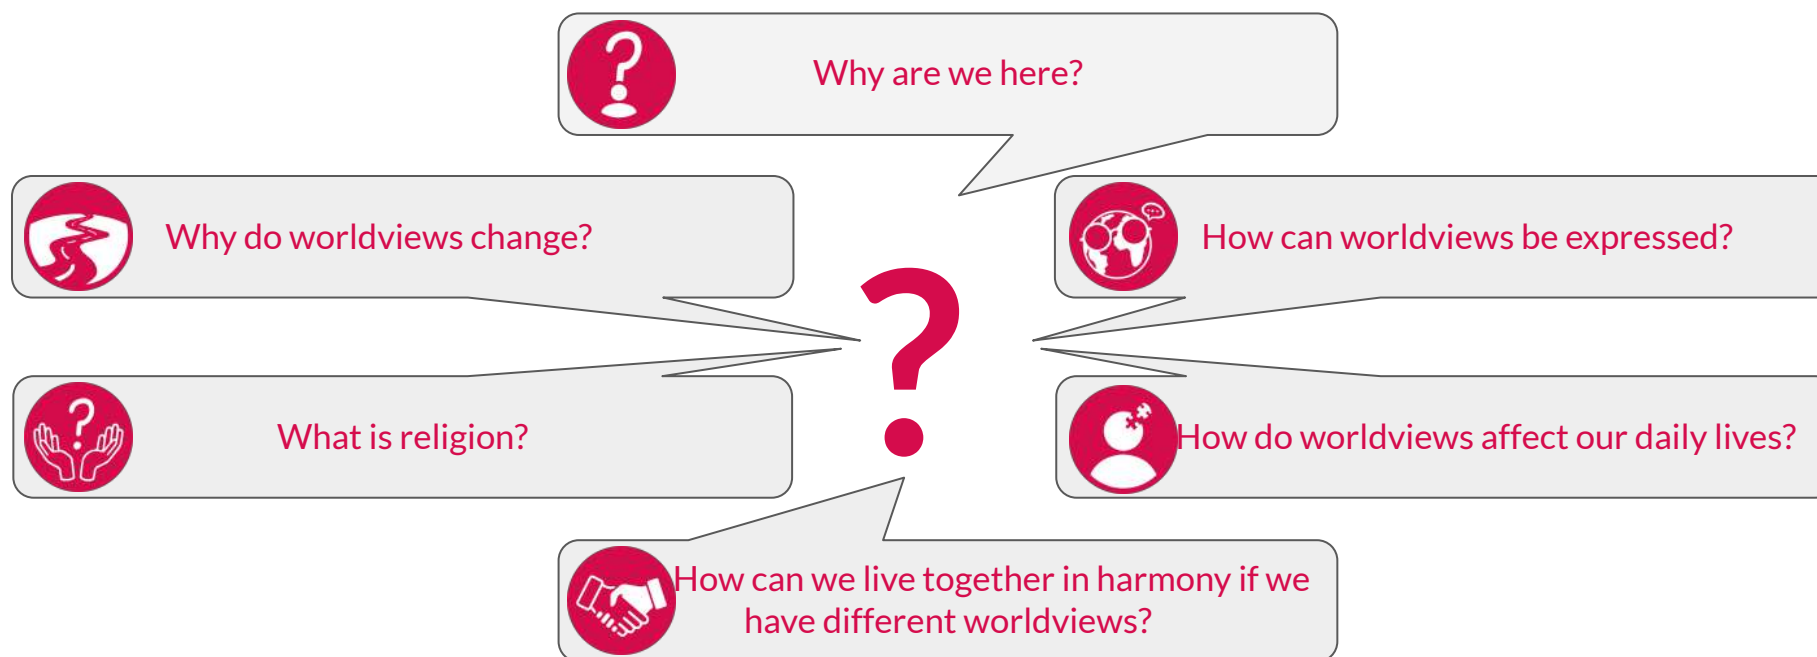 Why are we here?
Why do worldviews change?
How can worldviews be expressed?
?
What is religion?
How do worldviews affect our daily lives?
How can we live together in harmony if we
have different worldviews?